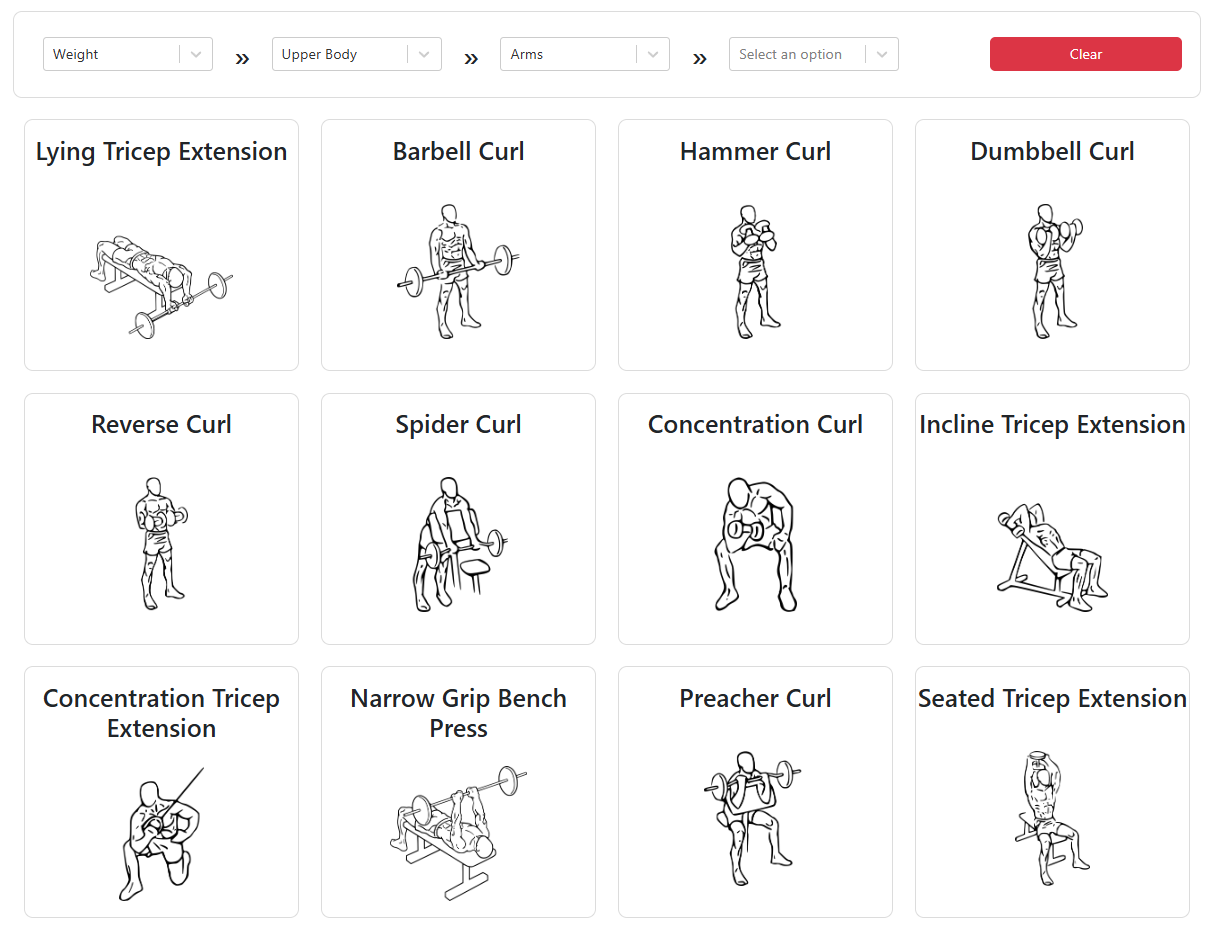 Weight » Upper Body » Arms » Select an option Clear
Lying Tricep Extension
Barbell Curl
Hammer Curl
Dumbbell Curl
Reverse Curl
Spider Curl
Concentration Curl
Incline Tricep Extension
Concentration Tricep
Extension
Narrow Grip Bench
Press
Preacher Curl
Seated Tricep Extension